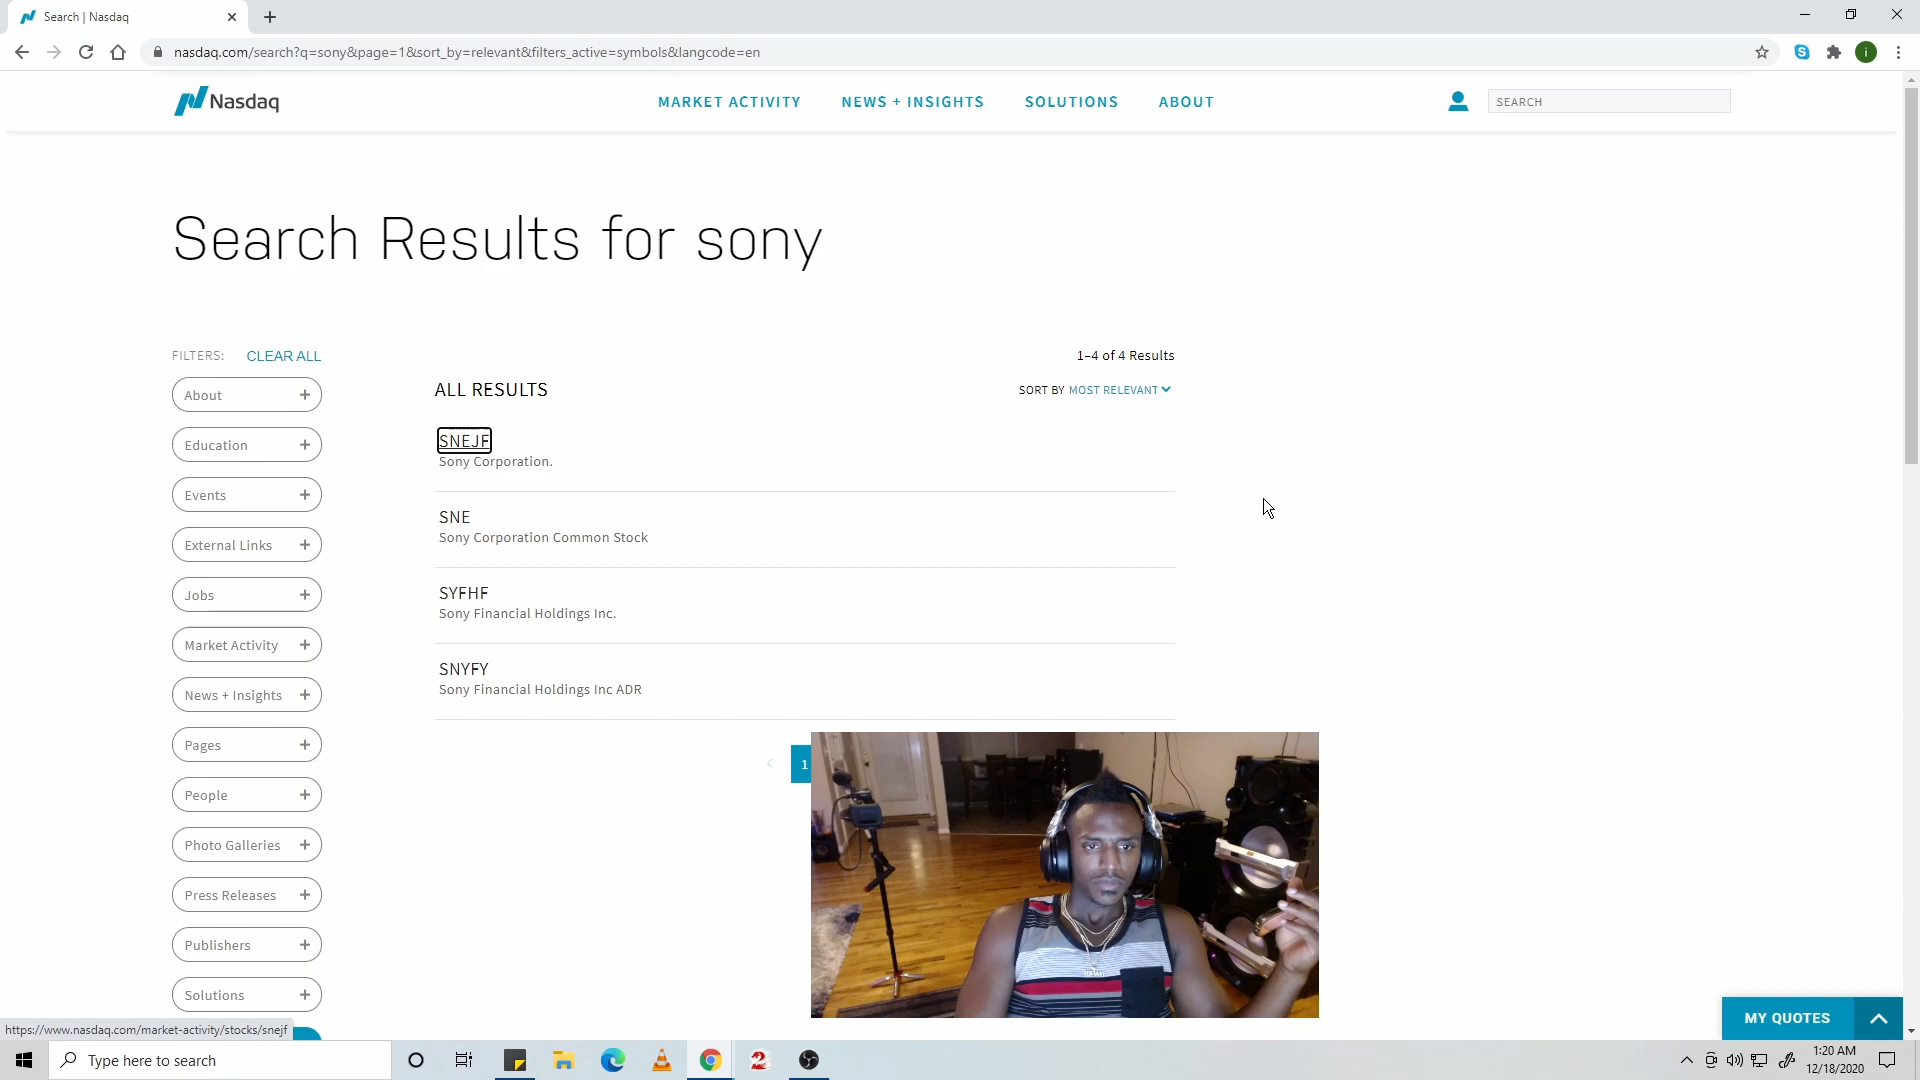 Search | Nasdaq
nasdaq.com/search?q=sony&page=1&sort_by=relevant&filters_active=symbols&langcode=en
i
Nasdaq
MARKET ACTIVITY
NEWS + INSIGHTS
SOLUTIONS
ABOUT
SEARCH
Search Results for sony
FILTERS:
CLEAR ALL
1–4 of 4 Results
ALL RESULTS
SORT BY MOST RELEVANT
About +
Education +
Events +
External Links +
Jobs +
Market Activity +
News + Insights +
Pages +
People +
Photo Galleries +
Press Releases +
Publishers +
Solutions +
SNEJF
Sony Corporation.
SNE
Sony Corporation Common Stock
SYFHF
Sony Financial Holdings Inc.
SNYFY
Sony Financial Holdings Inc ADR
1
MY QUOTES
https://www.nasdaq.com/market-activity/stocks/snejf
Type here to search
2
1:20 AM
12/18/2020